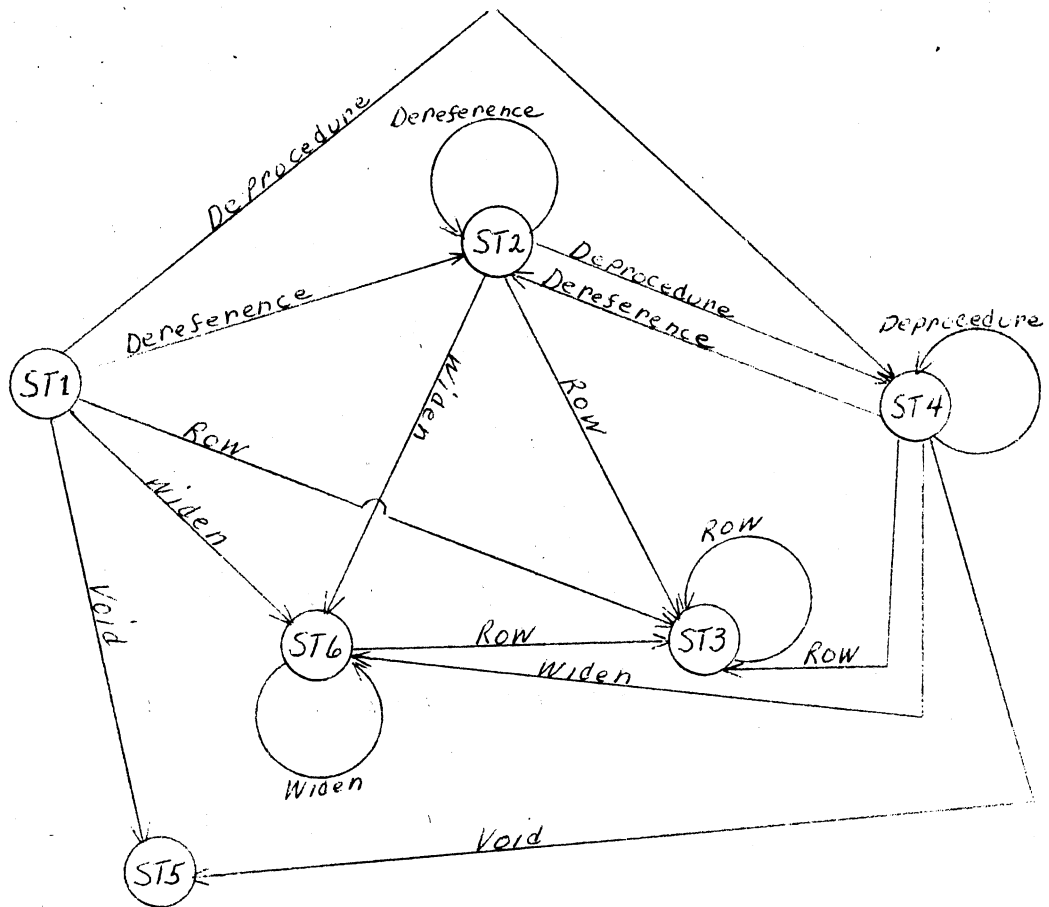 Deprocedure
Dereference
ST2
Deprocedure
Dereference
Dereference
Deprocedure
ST1
ST4
Widen
Row
Row
Widen
Row
Void
ST6
Row
ST3
Row
Widen
Widen
Void
ST5